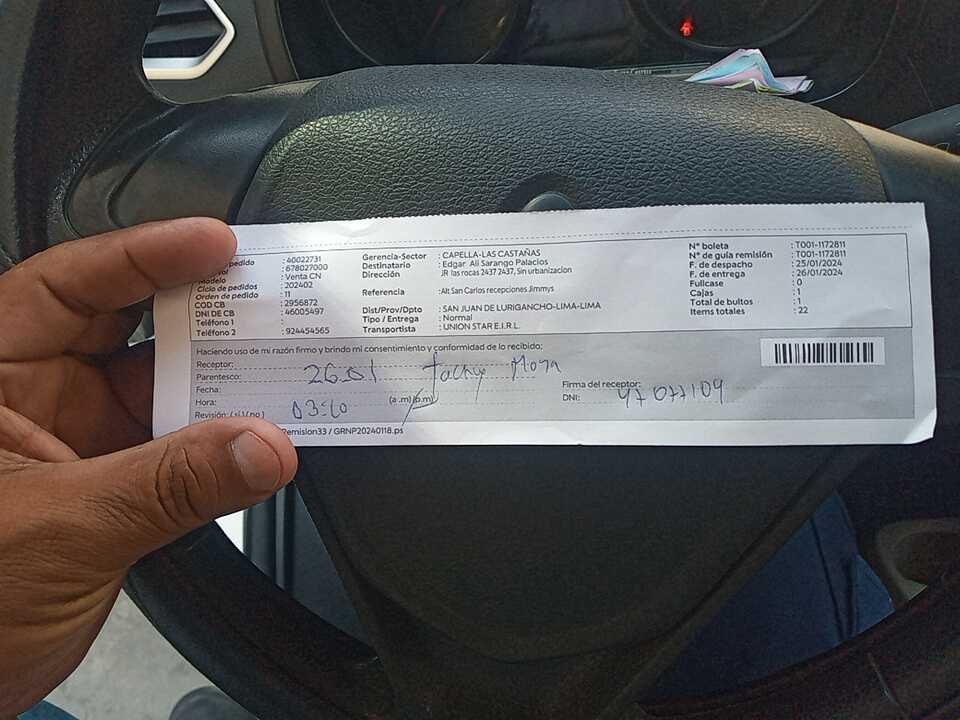 pedido : 40022731
: 678027000
Modelo : Venta CN
Ciclo de pedidos : 202402
Orden de pedido : 11
COD CB : 2956872
DNI DE CB : 46005497
Teléfono 1 :
Teléfono 2 : 924454565
Gerencia-Sector : CAPELLA-LAS CASTAÑAS
Destinatario : Edgar Ali Sarango Palacios
Dirección : JR las rocas 2437 2437, Sin urbanizacion
Referencia : Alt San Carlos recepciones Jimmys
Dist/Prov/Dpto : SAN JUAN DE LURIGANCHO-LIMA-LIMA
Tipo / Entrega : Normal
Transportista : UNION STAR E.I.R.L.
N° boleta : T001-1172811
N° de guía remisión : T001-1172811
F. de despacho : 25/01/2024
F. de entrega : 26/01/2024
Fullcase : 0
Cajas : 1
Total de bultos : 1
Items totales : 22
Haciendo uso de mi razón firmo y brindo mi consentimiento y conformidad de lo recibido;
Receptor:
Parentesco:
Fecha: 26.01
Hora: 03:10 (a.m) (p.m)
Revisión: (si) (no)
Firma del receptor:
DNI: 47077109
Remision33 / GRNP20240118.ps